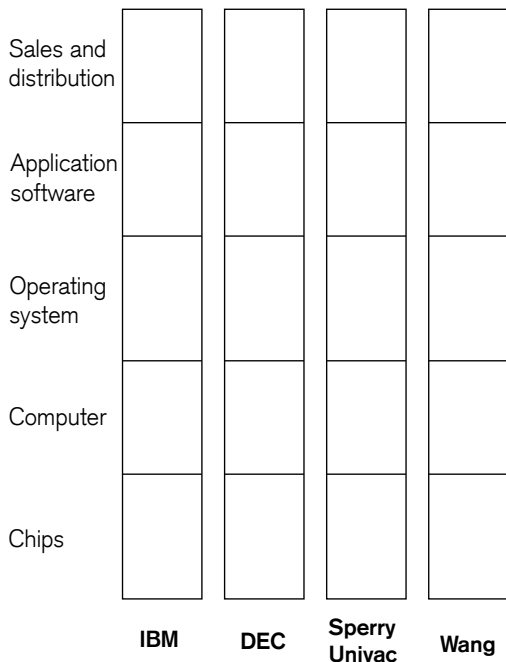 Sales and
distribution
Application
software
Operating
system
Computer
Chips
IBM
DEC
Sperry
Univac
Wang